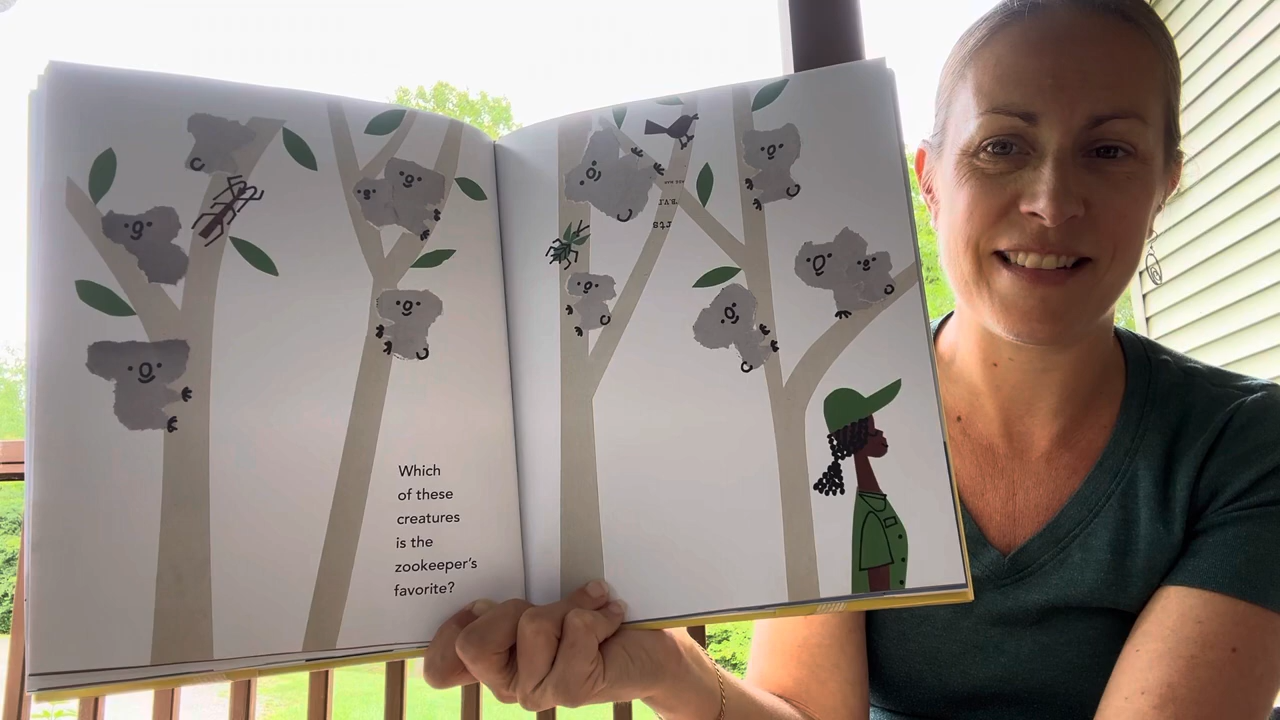 Which
of these
creatures
is the
zookeeper's
favorite?